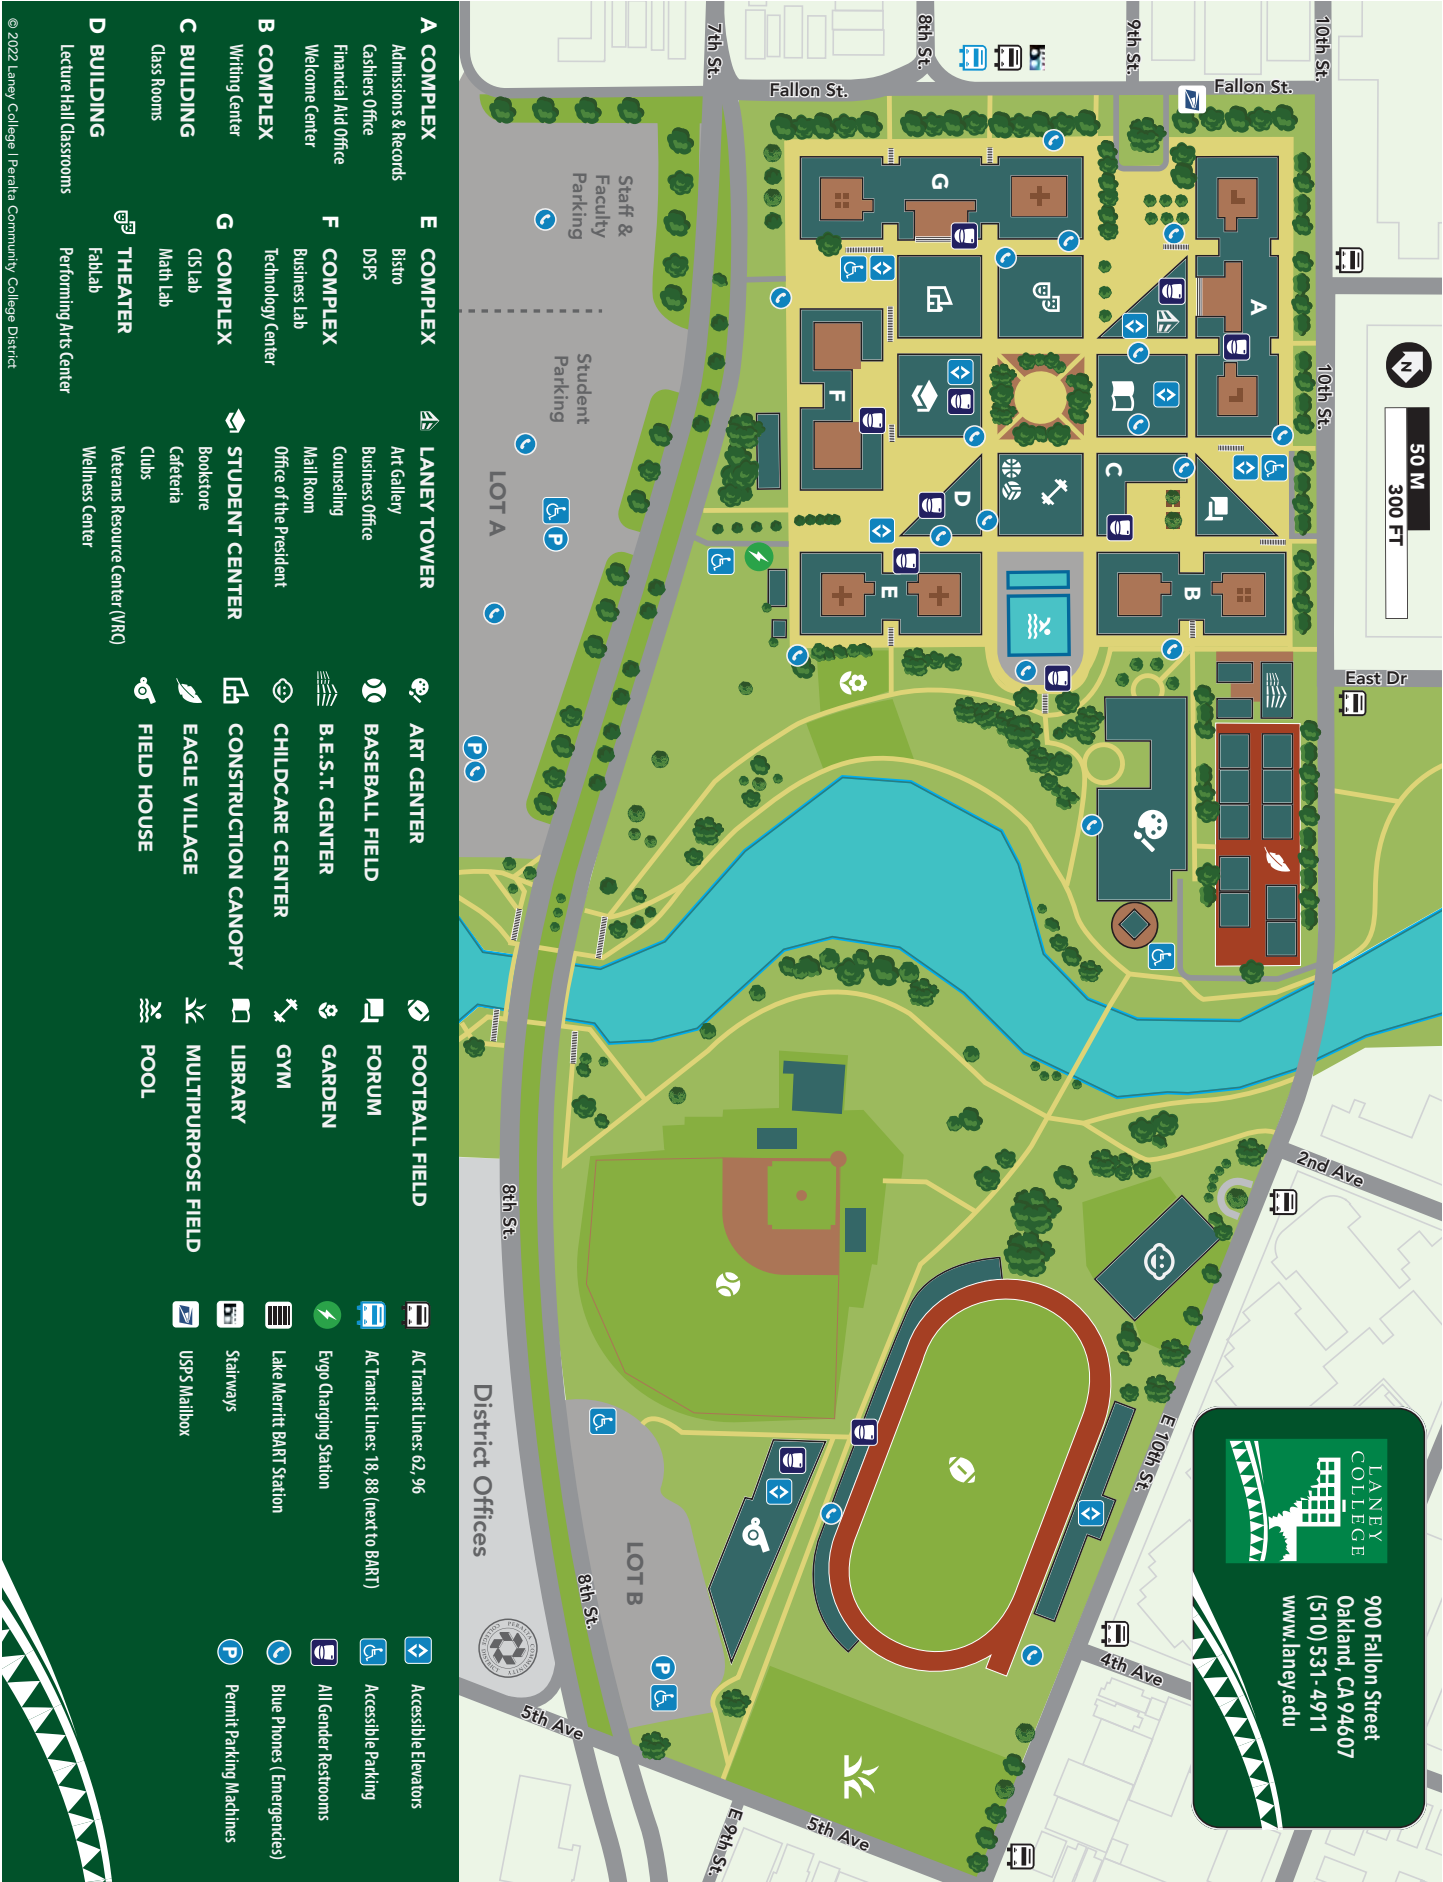 10th St.
10th St.
9th St.
8th St.
7th St.
Fallon St.
Fallon St.
East Dr
2nd Ave
E 10th St.
4th Ave
5th Ave
5th Ave
E 9th St.
8th St.
8th St.
N
50 M
300 FT
LANEY
COLLEGE
900 Fallon Street
Oakland, CA 94607
(510) 531-4911
www.laney.edu
A
B
C
D
E
F
G
Staff &
Faculty
Parking
Student
Parking
LOT A
LOT B
P
P
P
District Offices
PERALTA COMMUNITY COLLEGE DISTRICT
A COMPLEX
Admissions & Records
Cashiers Office
Financial Aid Office
Welcome Center
B COMPLEX
Writing Center
C BUILDING
Class Rooms
D BUILDING
Lecture Hall Classrooms
E COMPLEX
Bistro
DSPS
F COMPLEX
Business Lab
Technology Center
G COMPLEX
CIS Lab
Math Lab
THEATER
FabLab
Performing Arts Center
LANEY TOWER
Art Gallery
Business Office
Counseling
Mail Room
Office of the President
STUDENT CENTER
Bookstore
Cafeteria
Clubs
Veterans Resource Center (VRC)
Wellness Center
ART CENTER
BASEBALL FIELD
B.E.S.T. CENTER
CHILDCARE CENTER
CONSTRUCTION CANOPY
EAGLE VILLAGE
FIELD HOUSE
FOOTBALL FIELD
FORUM
GARDEN
GYM
LIBRARY
MULTIPURPOSE FIELD
POOL
AC Transit Lines: 62, 96
AC Transit Lines: 18, 88 (next to BART)
Evgo Charging Station
Lake Merritt BART Station
Stairways
USPS Mailbox
Accessible Elevators
Accessible Parking
All Gender Restrooms
Blue Phones ( Emergencies)
P Permit Parking Machines
© 2022 Laney College | Peralta Community College District